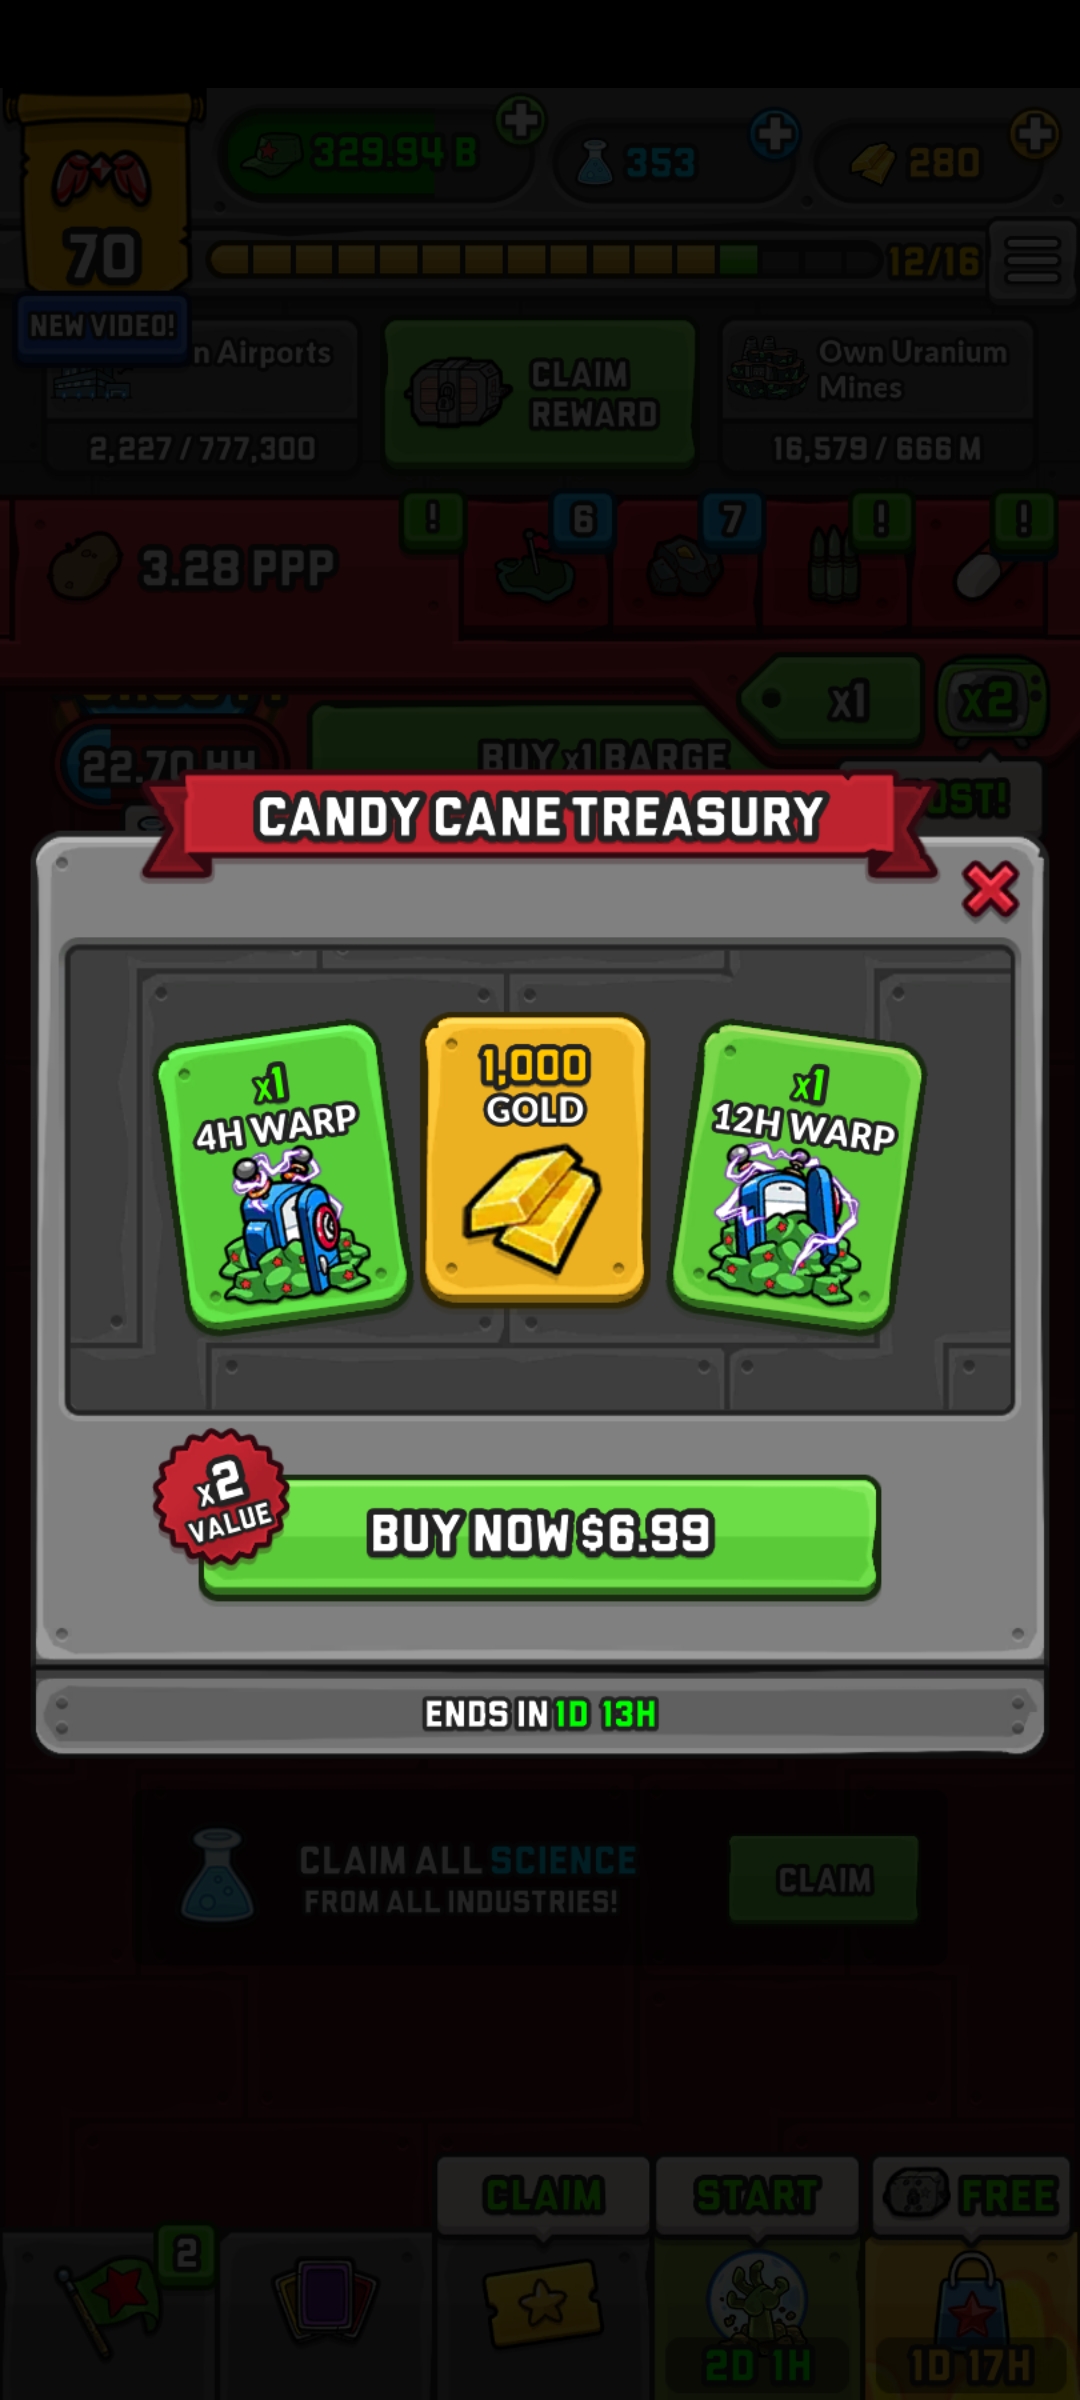 329.94 B
353
280
70
12/16
NEW VIDEO!
n Airports
2,227 / 777,300
CLAIM
REWARD
Own Uranium
Mines
16,579 / 666 M
3.28 PPP
!
6
7
!
!
x1
x2
22.70 HH
BUY x1 BARGE
OST!
CANDY CANE TREASURY
x1
4H WARP
1,000
GOLD
x1
12H WARP
x2
VALUE
BUY NOW $6.99
ENDS IN 1D 13H
CLAIM ALL SCIENCE
FROM ALL INDUSTRIES!
CLAIM
CLAIM
START
FREE
2
2D 1H
1D 17H